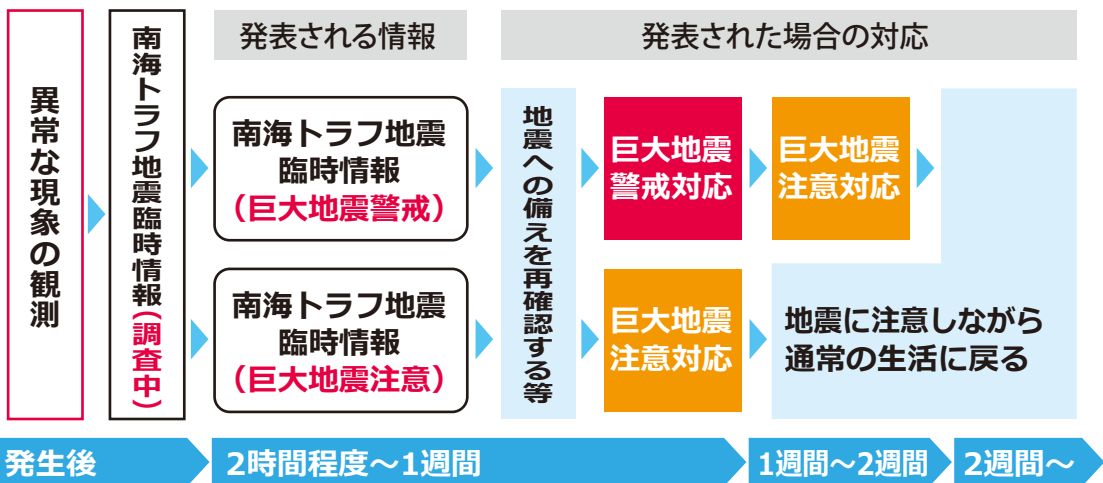 異常な現象の観測
南海トラフ地震臨時情報(調査中)
発表される情報
南海トラフ地震
臨時情報
(巨大地震警戒)
南海トラフ地震
臨時情報
(巨大地震注意)
発表された場合の対応
地震への備えを再確認する等
巨大地震
警戒対応
巨大地震
注意対応
巨大地震
注意対応
地震に注意しながら
通常の生活に戻る
発生後
2時間程度～1週間
1週間～2週間
2週間～